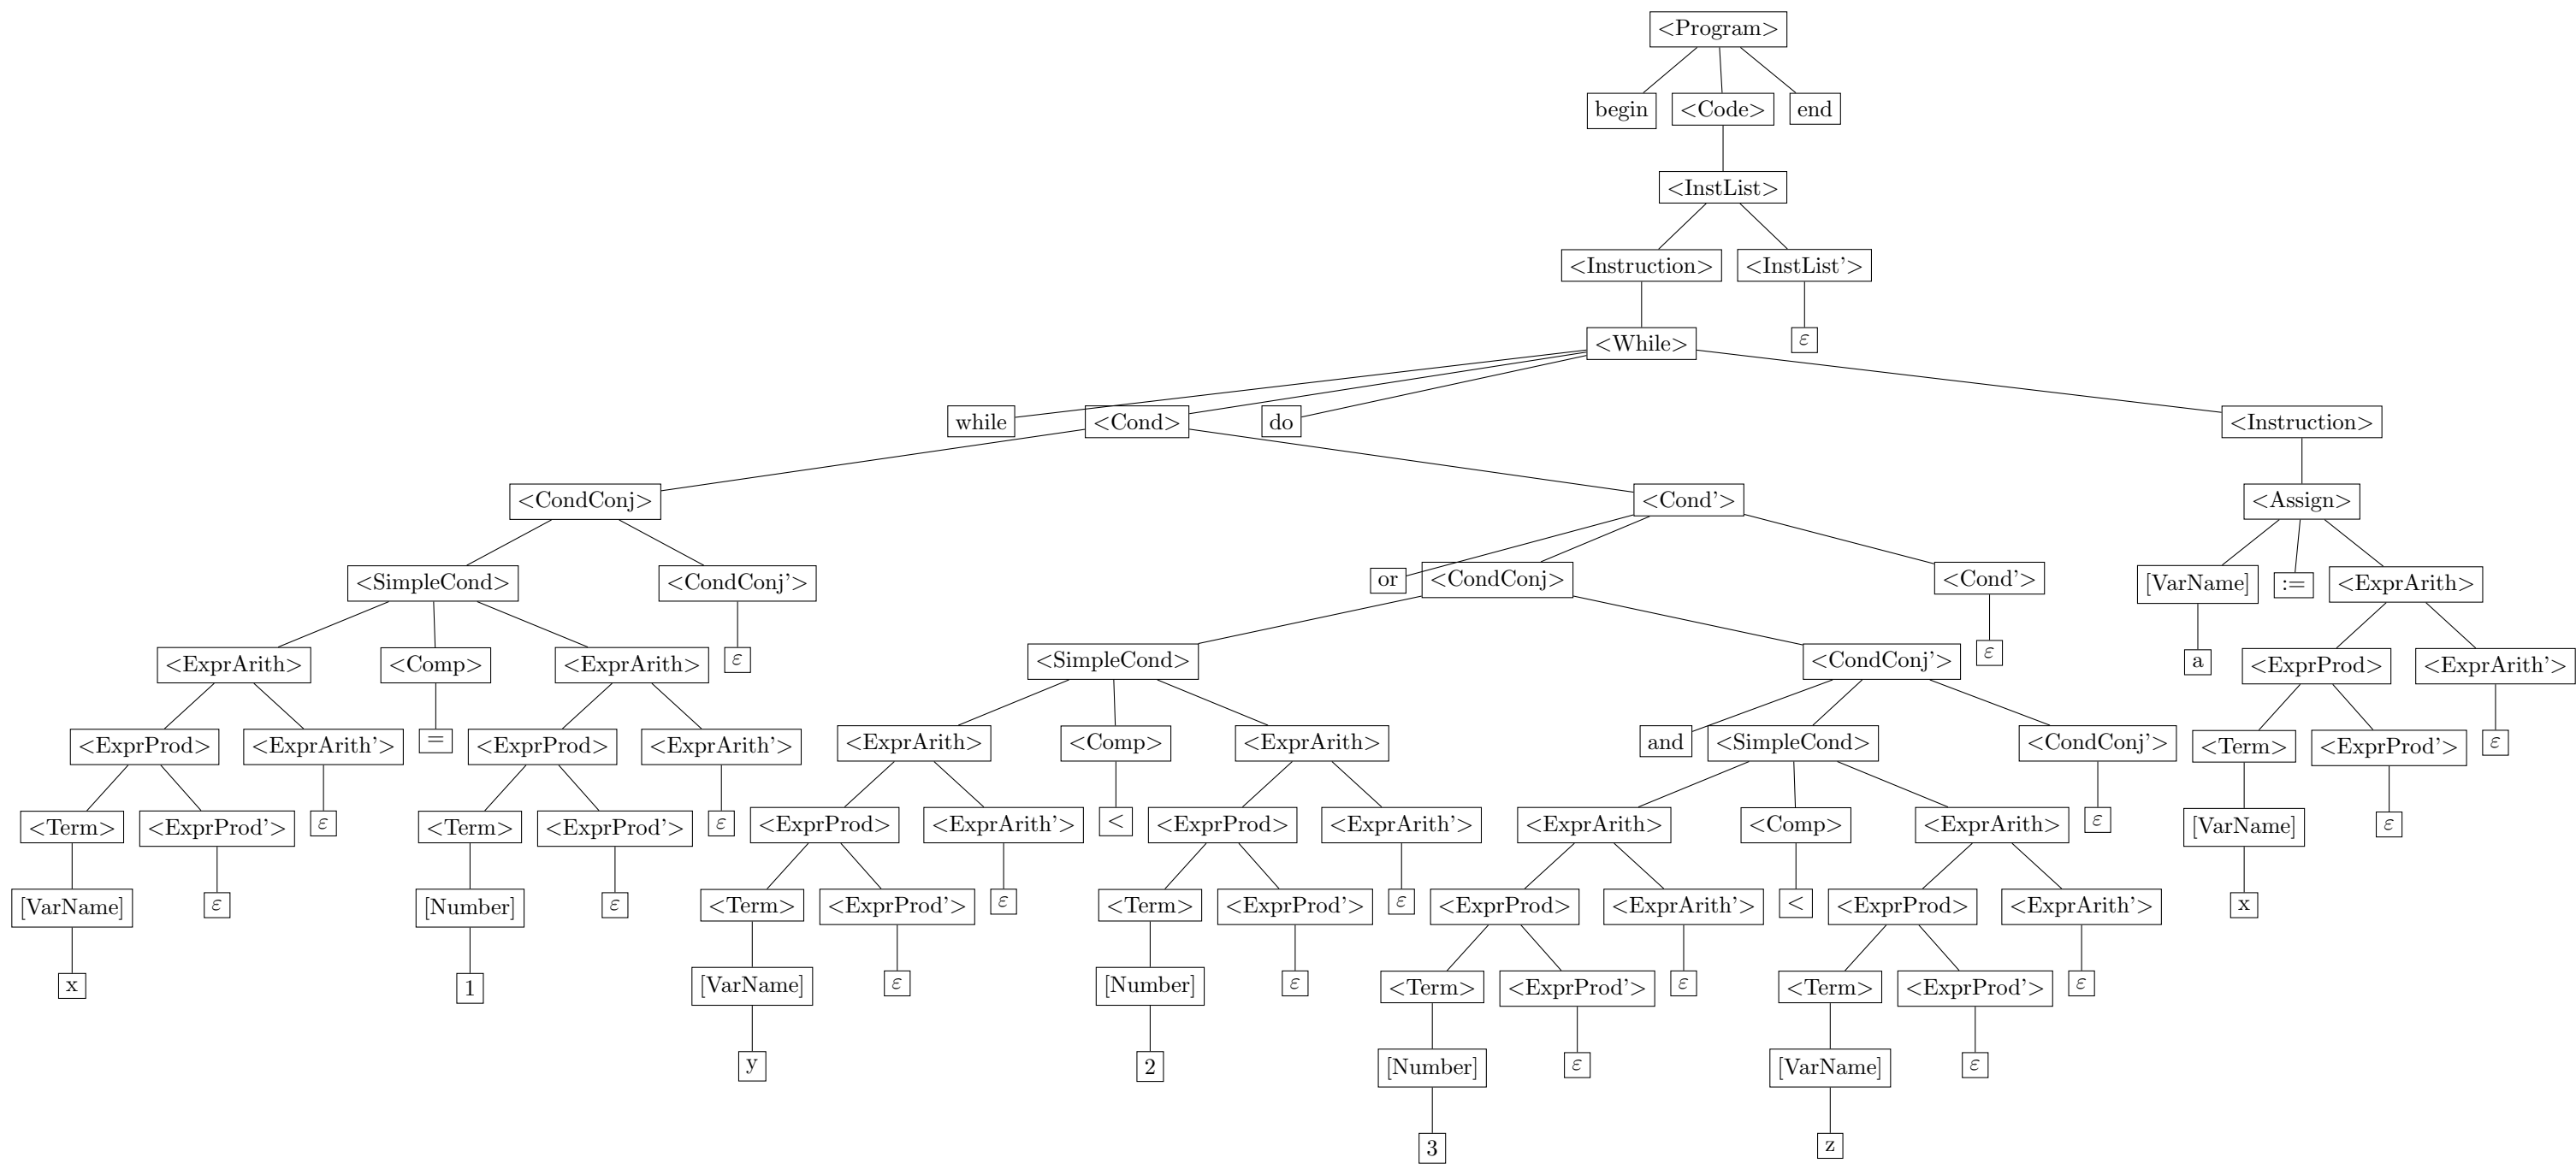 <Program>
begin <Code> end
<InstList>
<Instruction> <InstList'>
<While> ε
while <Cond> do <Instruction>
<CondConj> <Cond'> <Assign>
<SimpleCond> <CondConj'> or <CondConj> <Cond'> [VarName] := <ExprArith>
<ExprArith> <Comp> <ExprArith> ε <SimpleCond> <CondConj'> ε a <ExprProd> <ExprArith'>
<ExprProd> <ExprArith'> = <ExprProd> <ExprArith'> <ExprArith> <Comp> <ExprArith> and <SimpleCond> <CondConj'> <Term> <ExprProd'> ε
<Term> <ExprProd'> ε <Term> <ExprProd'> ε <ExprProd> <ExprArith'> < <ExprProd> <ExprArith'> <ExprArith> <Comp> <ExprArith> ε [VarName] ε
[VarName] ε [Number] ε <Term> <ExprProd'> ε <Term> <ExprProd'> ε <ExprProd> <ExprArith'> < <ExprProd> <ExprArith'> x
x 1 [VarName] ε [Number] ε <Term> <ExprProd'> ε <Term> <ExprProd'> ε
y 2 [Number] ε [VarName] ε
3 z